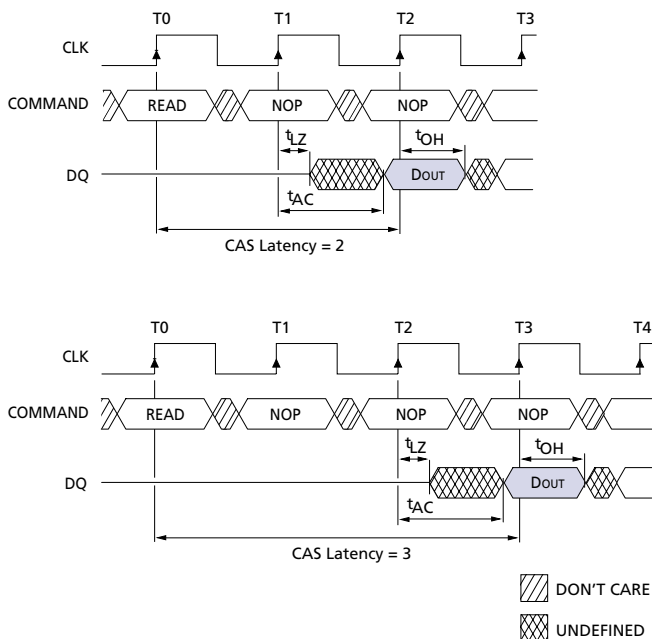 T0 T1 T2 T3
CLK
COMMAND READ NOP NOP
tLZ tOH
DQ DOUT
tAC
CAS Latency = 2
T0 T1 T2 T3 T4
CLK
COMMAND READ NOP NOP NOP
tLZ tOH
DQ DOUT
tAC
CAS Latency = 3
DON'T CARE
UNDEFINED